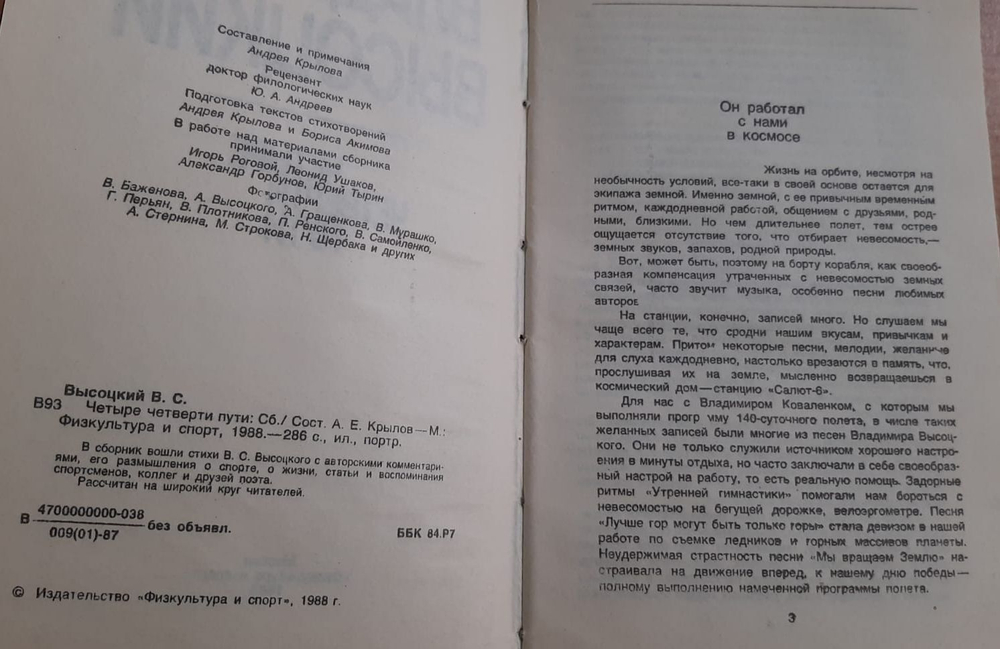 Составление и примечания
Андрея Крылова
Рецензент
доктор филологических наук
Ю. А. Андреев
Подготовка текстов стихотворений
Андрея Крылова и Бориса Акимова
В работе над материалами сборника
принимали участие
Игорь Роговой, Леонид Ушаков,
Александр Горбунов, Юрий Тырин
Фотографии
В. Баженова, А. Высоцкого, А. Гращенкова, В. Мурашко,
Г. Перьян, В. Плотникова, Л. Ренского, В. Самойленко,
А. Стернина, М. Строкова, Н. Щербака и других
Высоцкий В. С.
В93 Четыре четверти пути: Сб./ Сост. А. Е. Крылов — М.:
Физкультура и спорт, 1988.—286 с., ил., портр.
В сборник вошли стихи В. С. Высоцкого с авторскими комментари-
ями, его размышления о спорте, о жизни, статьи и воспоминания
спортсменов, коллег и друзей поэта.
Рассчитан на широкий круг читателей.
В 4700000000-038 без объявл.
009(01)-87
ББК 84.Р7
© Издательство «Физкультура и спорт», 1988 г.
Он работал
с нами
в космосе
Жизнь на орбите, несмотря на
необычность условий, все-таки в своей основе остается для
экипажа земной. Именно земной, с ее привычным временным
ритмом, каждодневной работой, общением с друзьями, род-
ными, близкими. Но чем длительнее полет, тем острее
ощущается отсутствие того, что отбирает невесомость,—
земных звуков, запахов, родной природы.
Вот, может быть, поэтому на борту корабля, как своеоб-
разная компенсация утраченных с невесомостью земных
связей, часто звучит музыка, особенно песни любимых
авторов
На станции, конечно, записей много. Но слушаем мы
чаще всего те, что сродни нашим вкусам, привычкам и
характерам. Притом некоторые песни, мелодии, желанные
для слуха каждодневно, настолько врезаются в память, что,
прослушивая их на земле, мысленно возвращаешься в
космический дом—станцию «Салют-6».
Для нас с Владимиром Коваленком, с которым мы
выполняли программу 140-суточного полета, в числе таких
желанных записей были многие из песен Владимира Высоц-
кого. Они не только служили источником хорошего настро-
ения в минуты отдыха, но часто заключали в себе своеобраз-
ный настрой на работу, то есть реальную помощь. Задорные
ритмы «Утренней гимнастики» помогали нам бороться с
невесомостью на бегущей дорожке, велоэргометре. Песня
«Лучше гор могут быть только горы» стала девизом в нашей
работе по съемке ледников и горных массивов планеты.
Неудержимая страстность песни «Мы вращаем Землю» на-
страивала на движение вперед, к нашему дню победы—
полному выполнению намеченной программы полета.
3